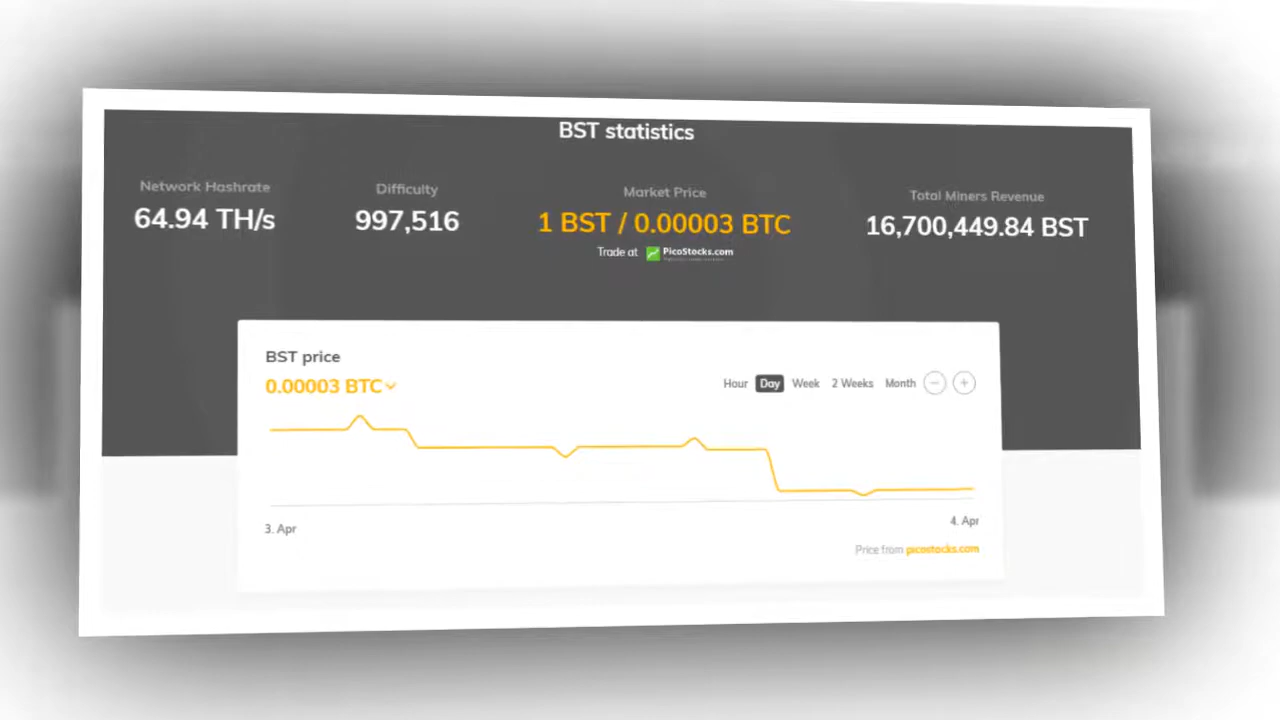 BST statistics
Network Hashrate
64.94 TH/s
Difficulty
997,516
Market Price
1 BST / 0.00003 BTC
Trade at PicoStocks.com
Total Miners Revenue
16,700,449.84 BST
BST price
0.00003 BTC
Hour Day Week 2 Weeks Month
3. Apr
4. Apr
Price from picostocks.com